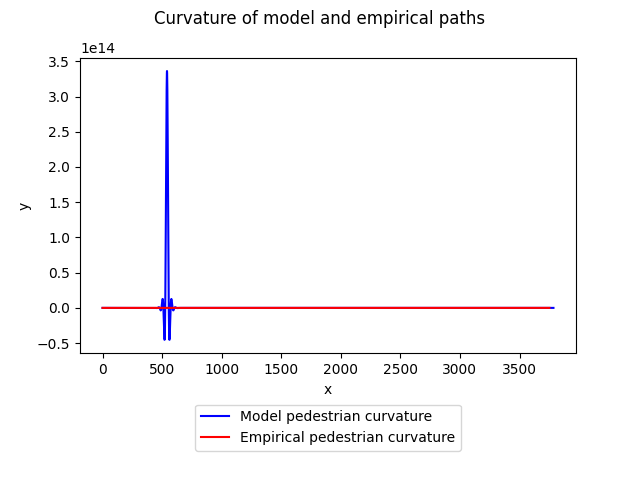 Curvature of model and empirical paths
1e14
3.5
3.0
2.5
2.0
1.5
1.0
0.5
0.0
−0.5
y
0 500 1000 1500 2000 2500 3000 3500
x
Model pedestrian curvature
Empirical pedestrian curvature